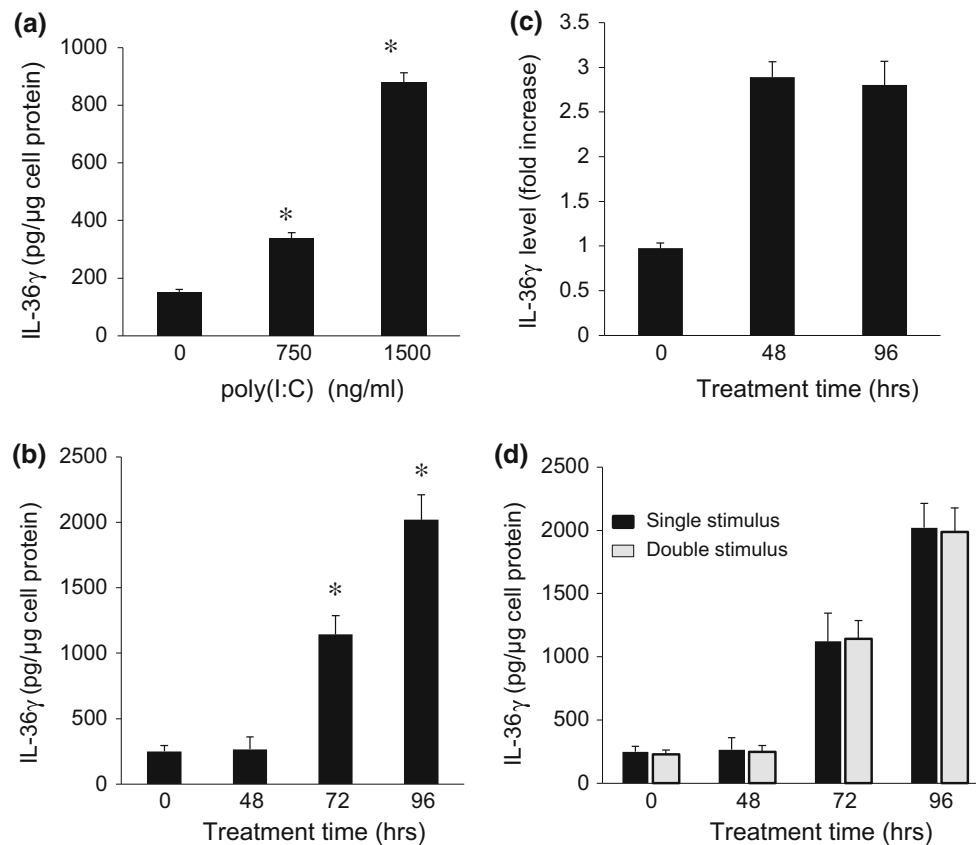 (a)
IL-36γ (pg/µg cell protein)
1000
800
600
400
200
0
*
*
0 750 1500
poly(I:C) (ng/ml)
(c)
IL-36γ level (fold increase)
3.5
3
2.5
2
1.5
1
0.5
0
0 48 96
Treatment time (hrs)
(b)
IL-36γ (pg/µg cell protein)
2500
2000
1500
1000
500
0
*
*
0 48 72 96
Treatment time (hrs)
(d)
IL-36γ (pg/µg cell protein)
2500
2000
1500
1000
500
0
Single stimulus
Double stimulus
0 48 72 96
Treatment time (hrs)